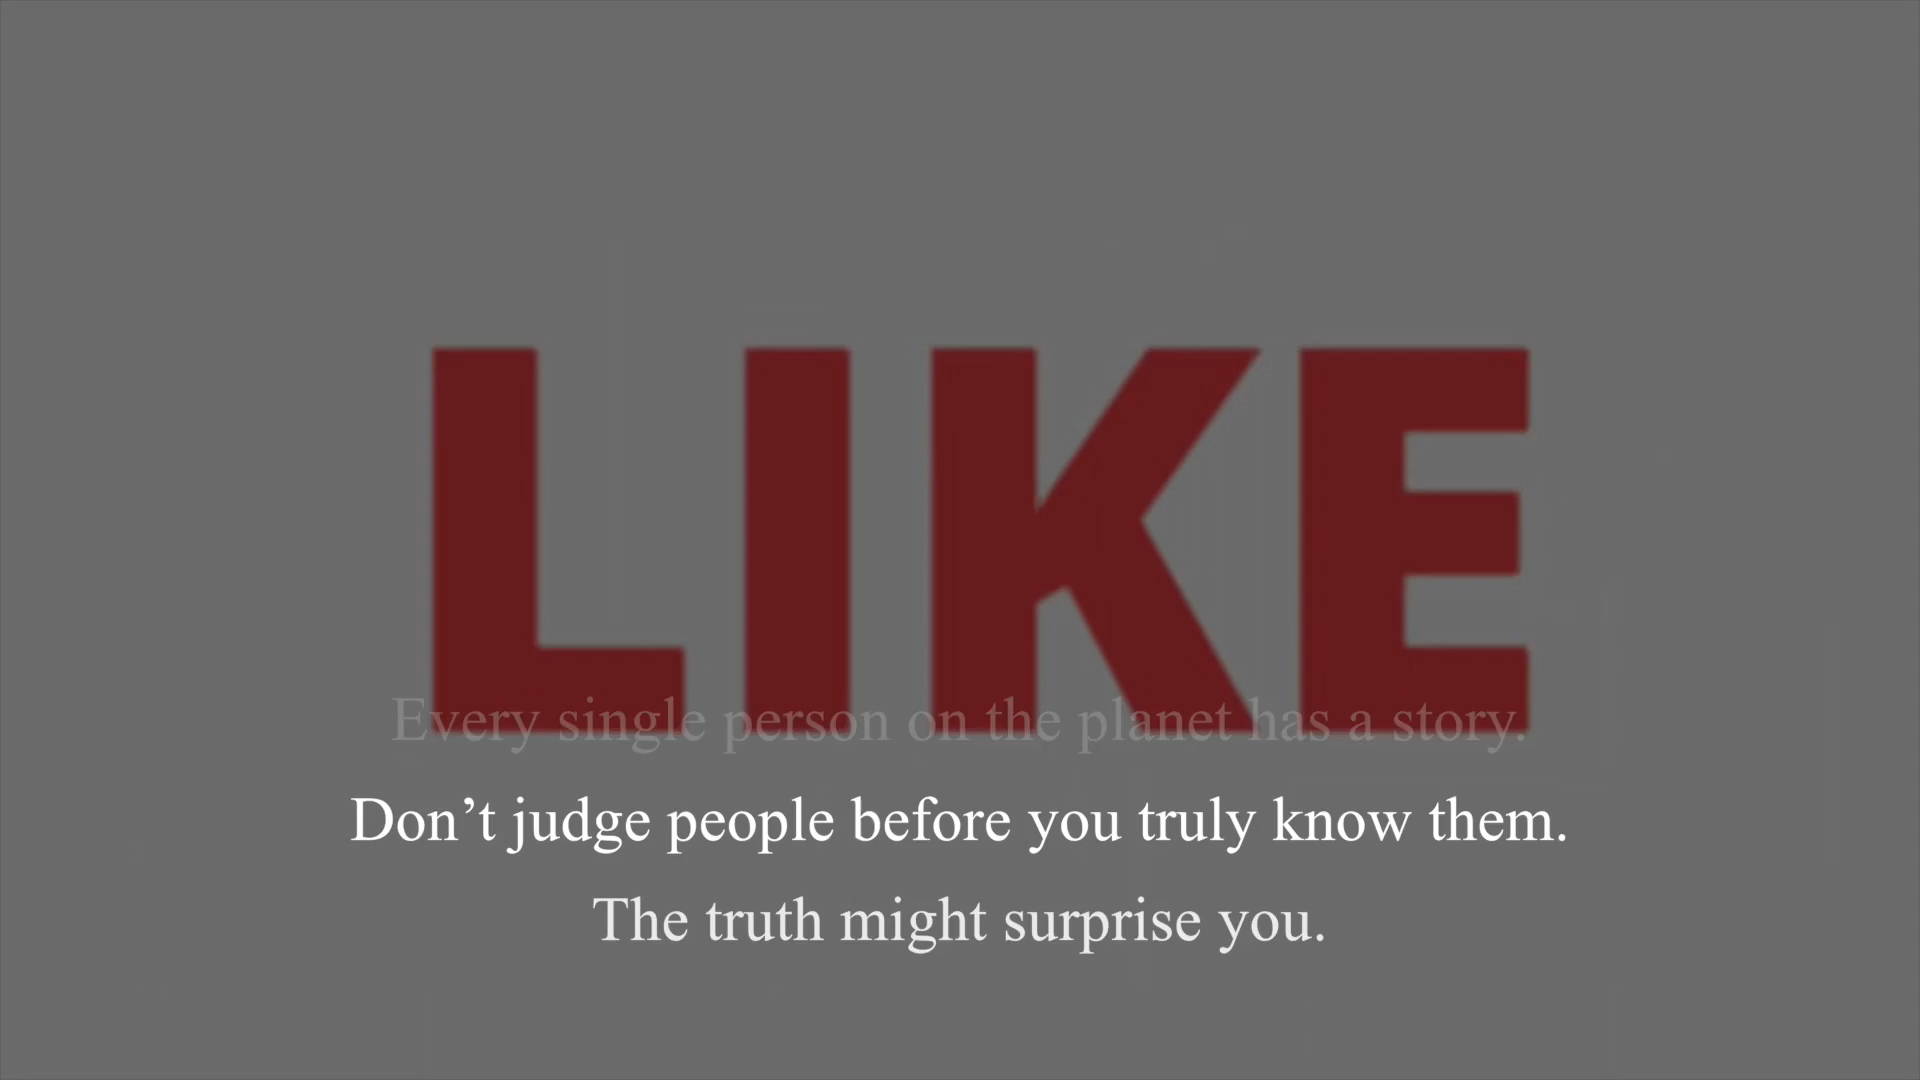 LIKE
Every single person on the planet has a story.
Don’t judge people before you truly know them.
The truth might surprise you.